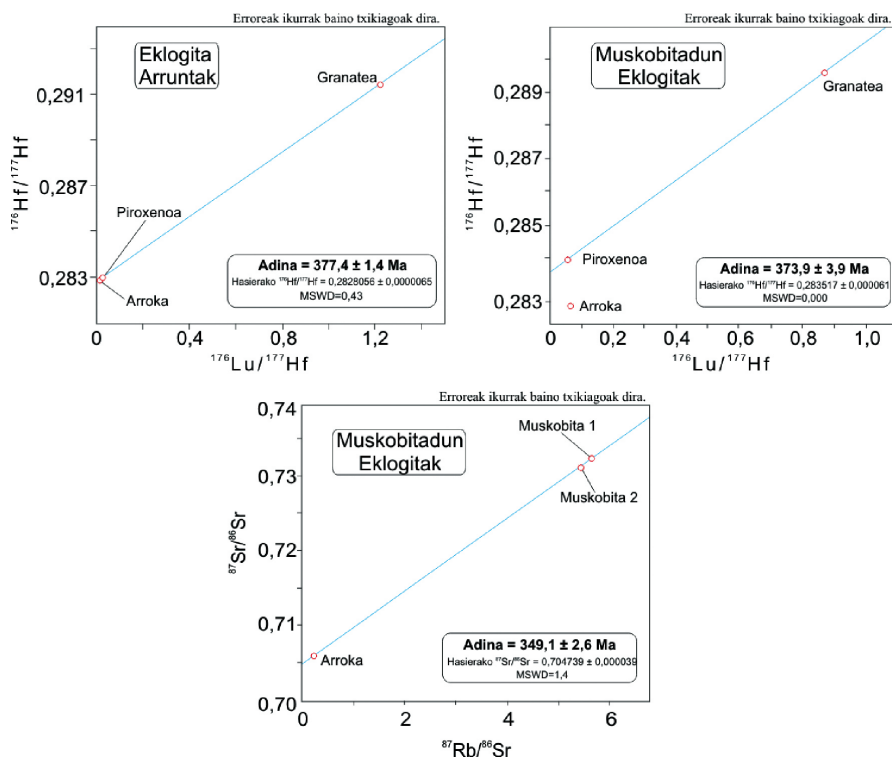 Erroreak ikurrak baino txikiagoak dira.
Eklogita
Arruntak
Granatea
0,291
0,287
0,283
¹⁷⁶Hf/¹⁷⁷Hf
Piroxenoa
Arroka
Adina = 377,4 ± 1,4 Ma
Hasierako ¹⁷⁶Hf/¹⁷⁷Hf = 0,2828056 ± 0,0000065
MSWD=0,43
0 0,4 0,8 1,2
¹⁷⁶Lu/¹⁷⁷Hf
Erroreak ikurrak baino txikiagoak dira.
Muskobitadun
Eklogitak
Granatea
0,289
0,287
0,285
0,283
¹⁷⁶Hf/¹⁷⁷Hf
Piroxenoa
Arroka
Adina = 373,9 ± 3,9 Ma
Hasierako ¹⁷⁶Hf/¹⁷⁷Hf = 0,283517 ± 0,000061
MSWD=0,000
0 0,2 0,4 0,6 0,8 1,0
¹⁷⁶Lu/¹⁷⁷Hf
Erroreak ikurrak baino txikiagoak dira.
0,74
0,73
0,72
0,71
0,70
⁸⁷Sr/⁸⁶Sr
Muskobitadun
Eklogitak
Muskobita 1
Muskobita 2
Arroka
Adina = 349,1 ± 2,6 Ma
Hasierako ⁸⁷Sr/⁸⁶Sr = 0,704739 ± 0,000039
MSWD=1,4
0 2 4 6
⁸⁷Rb/⁸⁶Sr